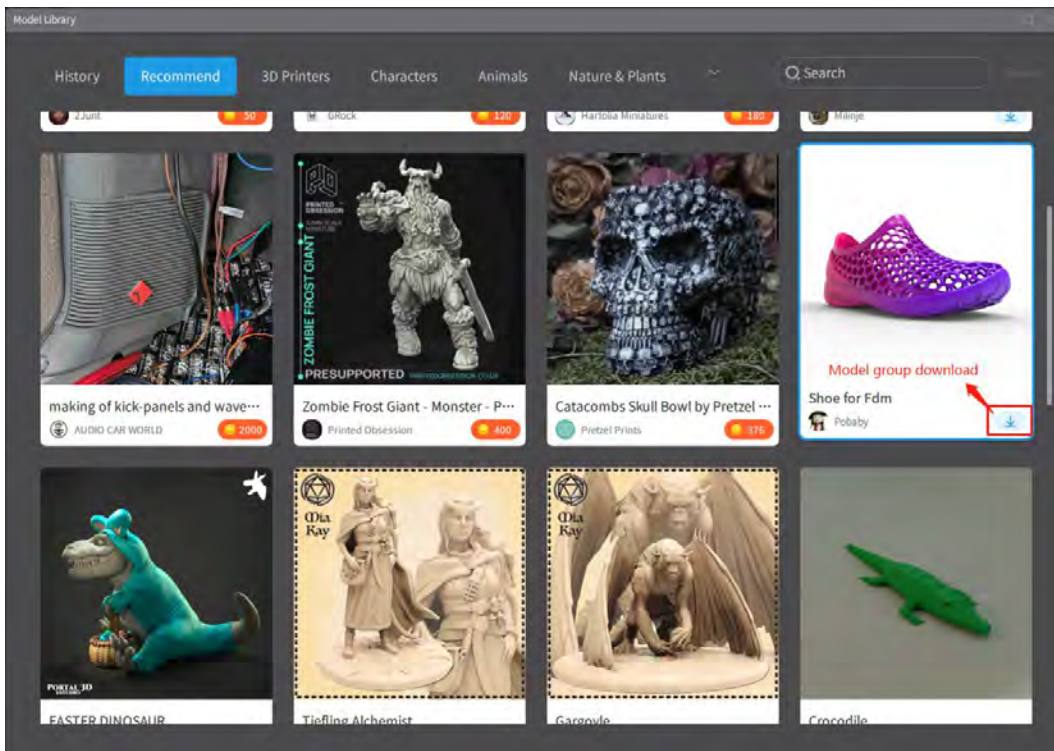 Model Library
History
Recommend
3D Printers
Characters
Animals
Nature & Plants
Search
2Junt
50
GRock
120
Harfolia Miniatures
180
Milinje
PRINTED
OBSESSION
ZOMBIE FROST GIANT
PRESUPPORTED
Model group download
making of kick-panels and wave···
AUDIO CAR WORLD
2000
Zombie Frost Giant - Monster - P···
Printed Obsession
400
Catacombs Skull Bowl by Pretzel ···
Pretzel Prints
376
Shoe for Fdm
Pobaby
PORTAL 3D
Mia
Kay
Mia
Kay
EASTER DINOSAUR
Tiefling Alchemist
Gargoyle
Crocodile